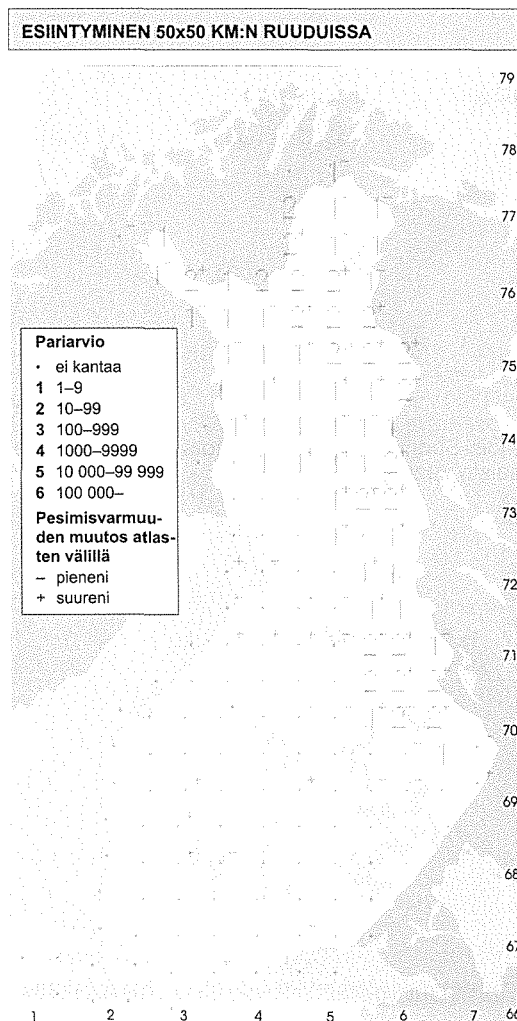 ESIINTYMINEN 50x50 KM:N RUUDUISSA
79
78
77
76
75
74
73
72
71
70
69
68
67
66
Pariarvio
· ei kantaa
1 1–9
2 10–99
3 100–999
4 1000–9999
5 10 000–99 999
6 100 000–
Pesimisvarmuu-
den muutos atlas-
ten välillä
– pieneni
+ suureni
1 2 3 4 5 6 7